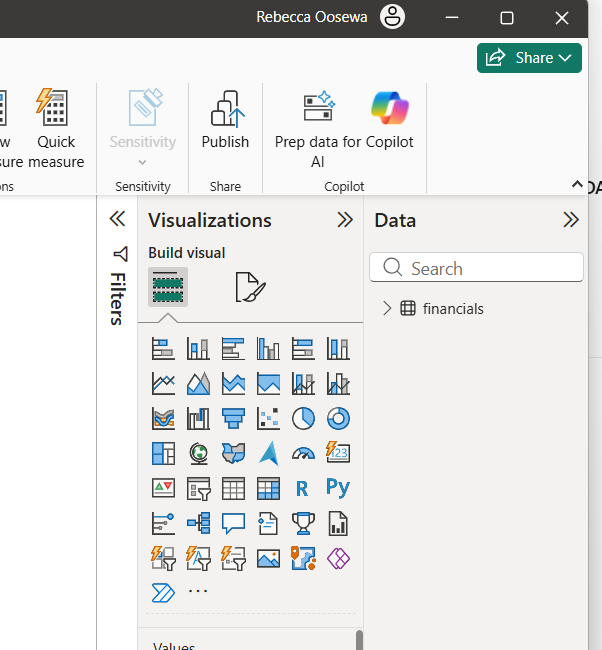 Rebecca Oosewa
Share
Quick
measure
Sensitivity
Publish
Prep data for
AI
Copilot
Sensitivity
Share
Copilot
Visualizations
Data
Build visual
Search
Filters
financials
123
R
Py